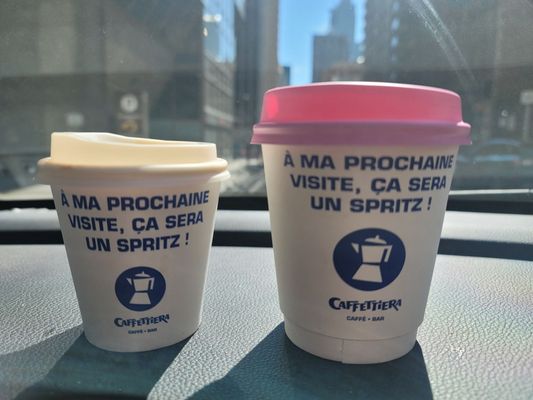 À MA PROCHAINE
VISITE, ÇA SERA
UN SPRITZ !
CAFFETTIERA
CAFFÈ • BAR
À MA PROCHAINE
VISITE, ÇA SERA
UN SPRITZ !
CAFFETTIERA
CAFFÈ • BAR